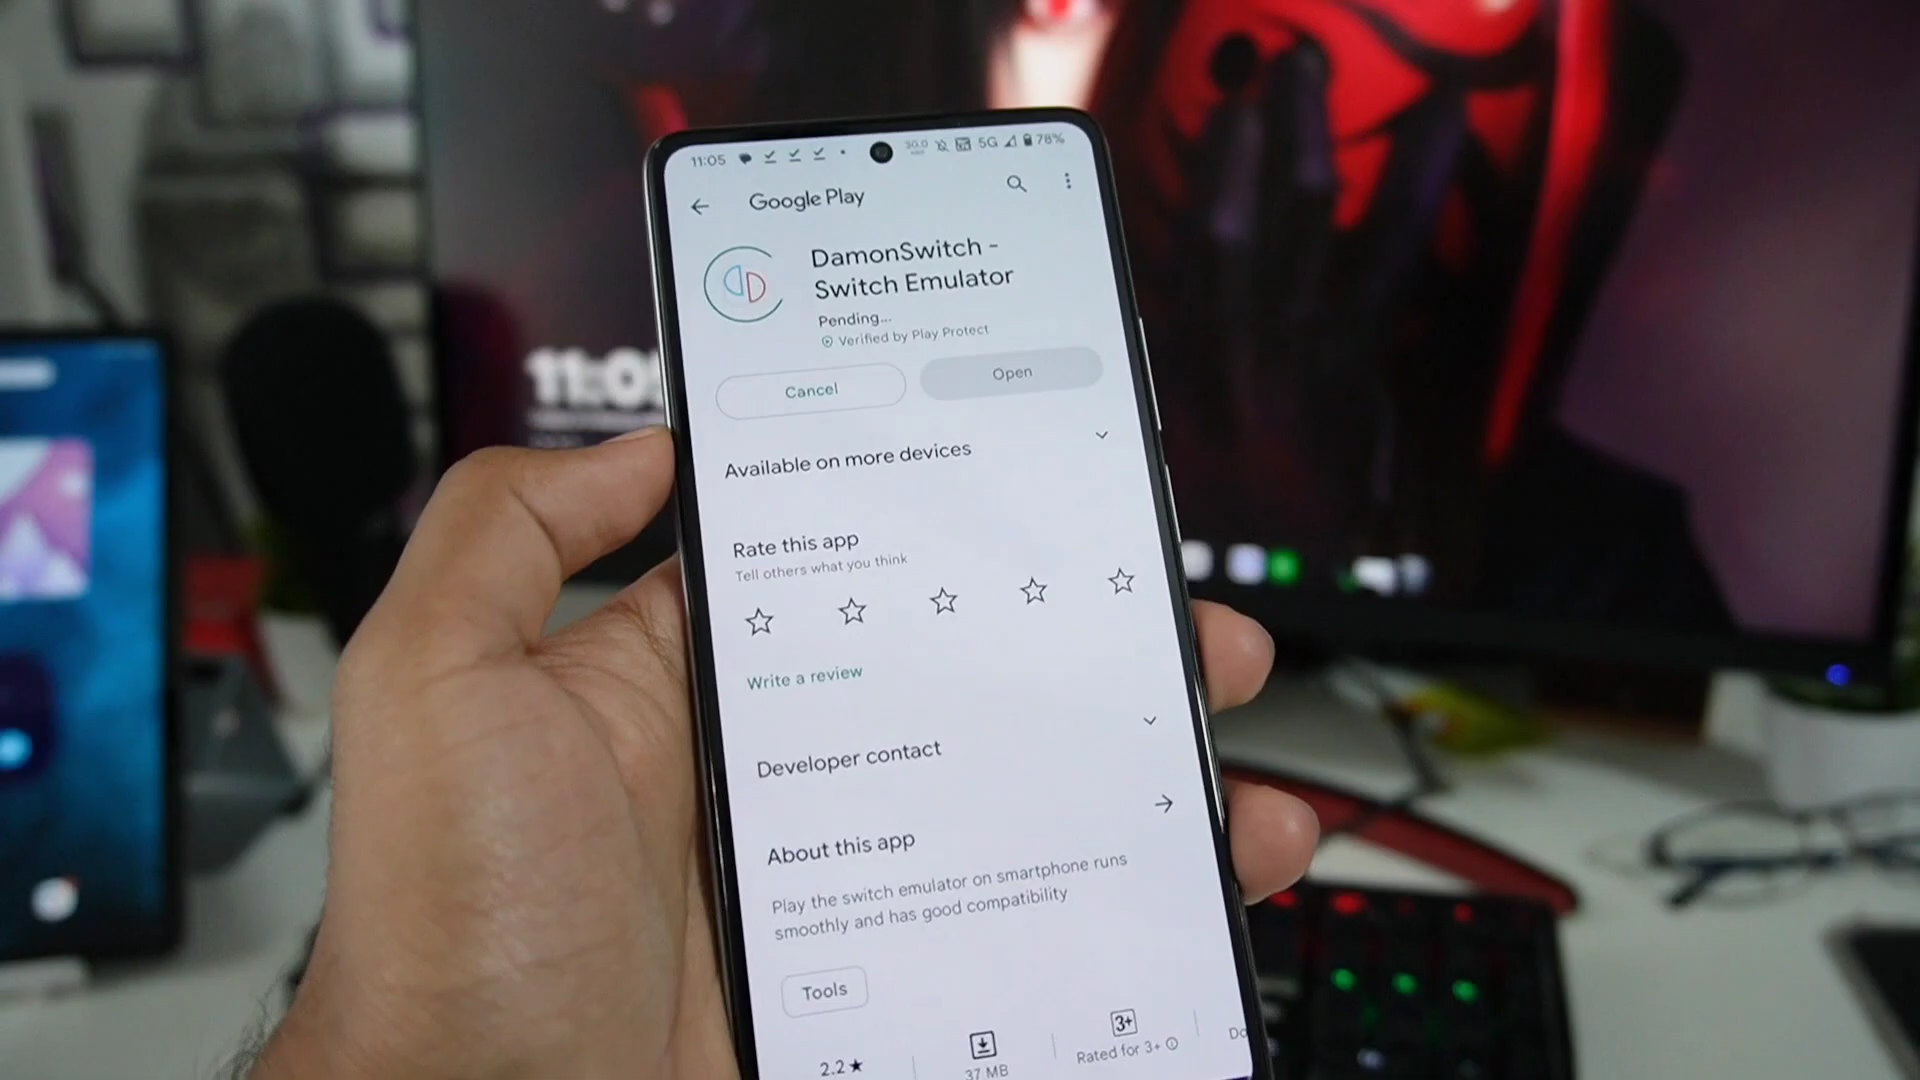 11:05
30.0
5G
78%
Google Play
DamonSwitch -
Switch Emulator
Pending...
Verified by Play Protect
Cancel
Open
Available on more devices
Rate this app
Tell others what you think
Write a review
Developer contact
About this app
Play the switch emulator on smartphone runs
smoothly and has good compatibility
Tools
3+
2.2★
37 MB
Rated for 3+
Do
11:05